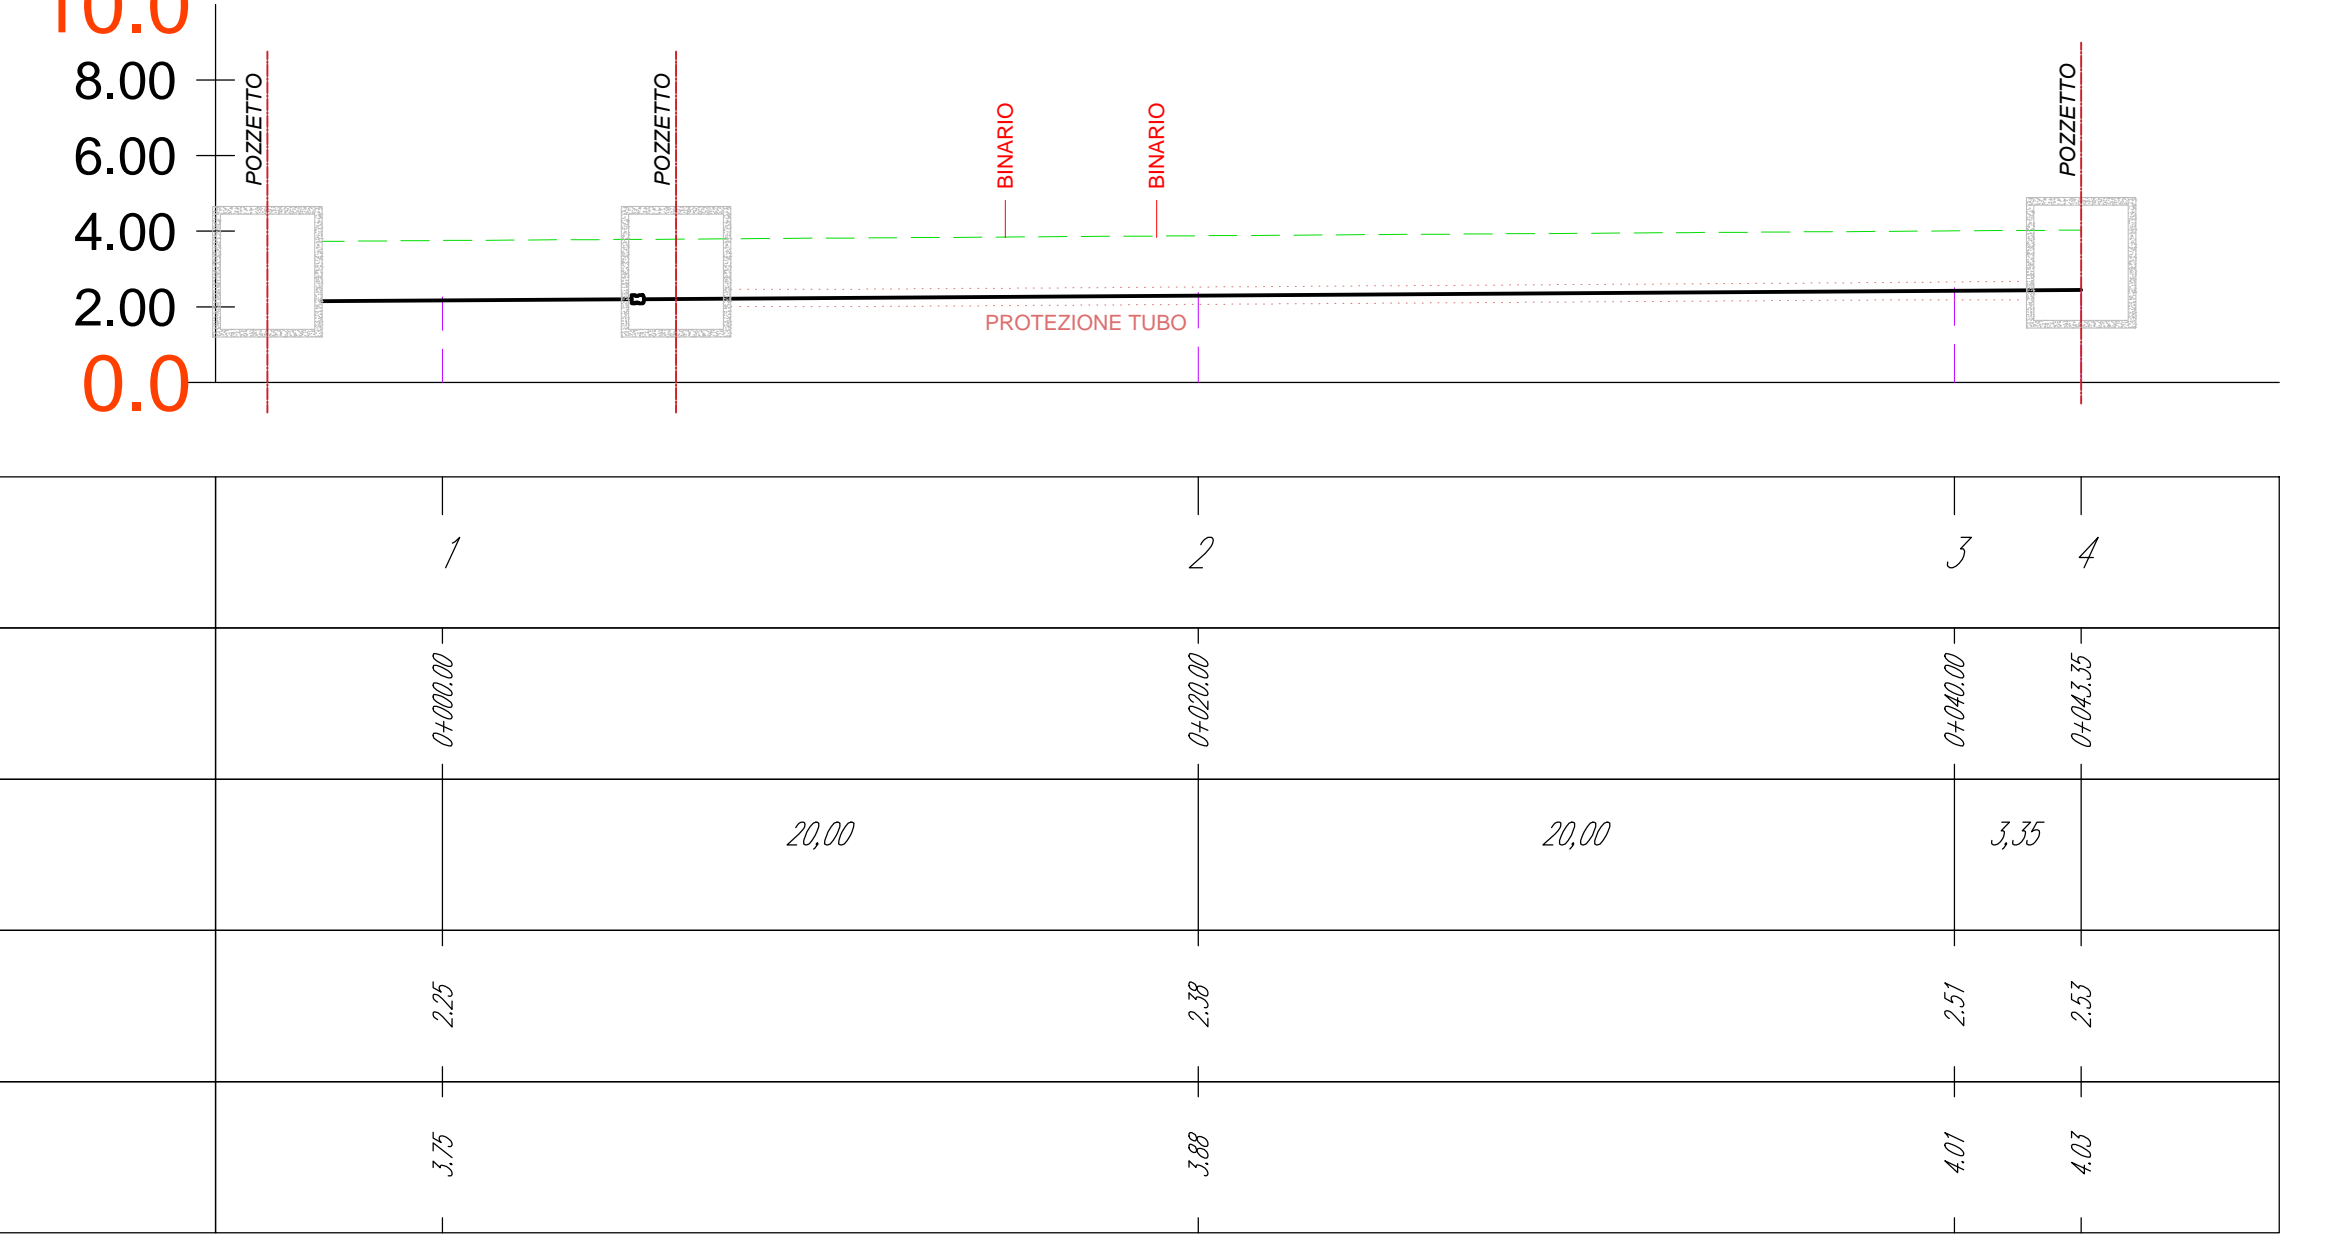 10.0
8.00
6.00
4.00
2.00
0.0
POZZETTO
POZZETTO
BINARIO
BINARIO
POZZETTO
PROTEZIONE TUBO
1 2 3 4
0+000.00 0+020.00 0+040.00 0+043.35
20,00 20,00 3,35
2.25 2.38 2.51 2.53
3.75 3.88 4.01 4.03